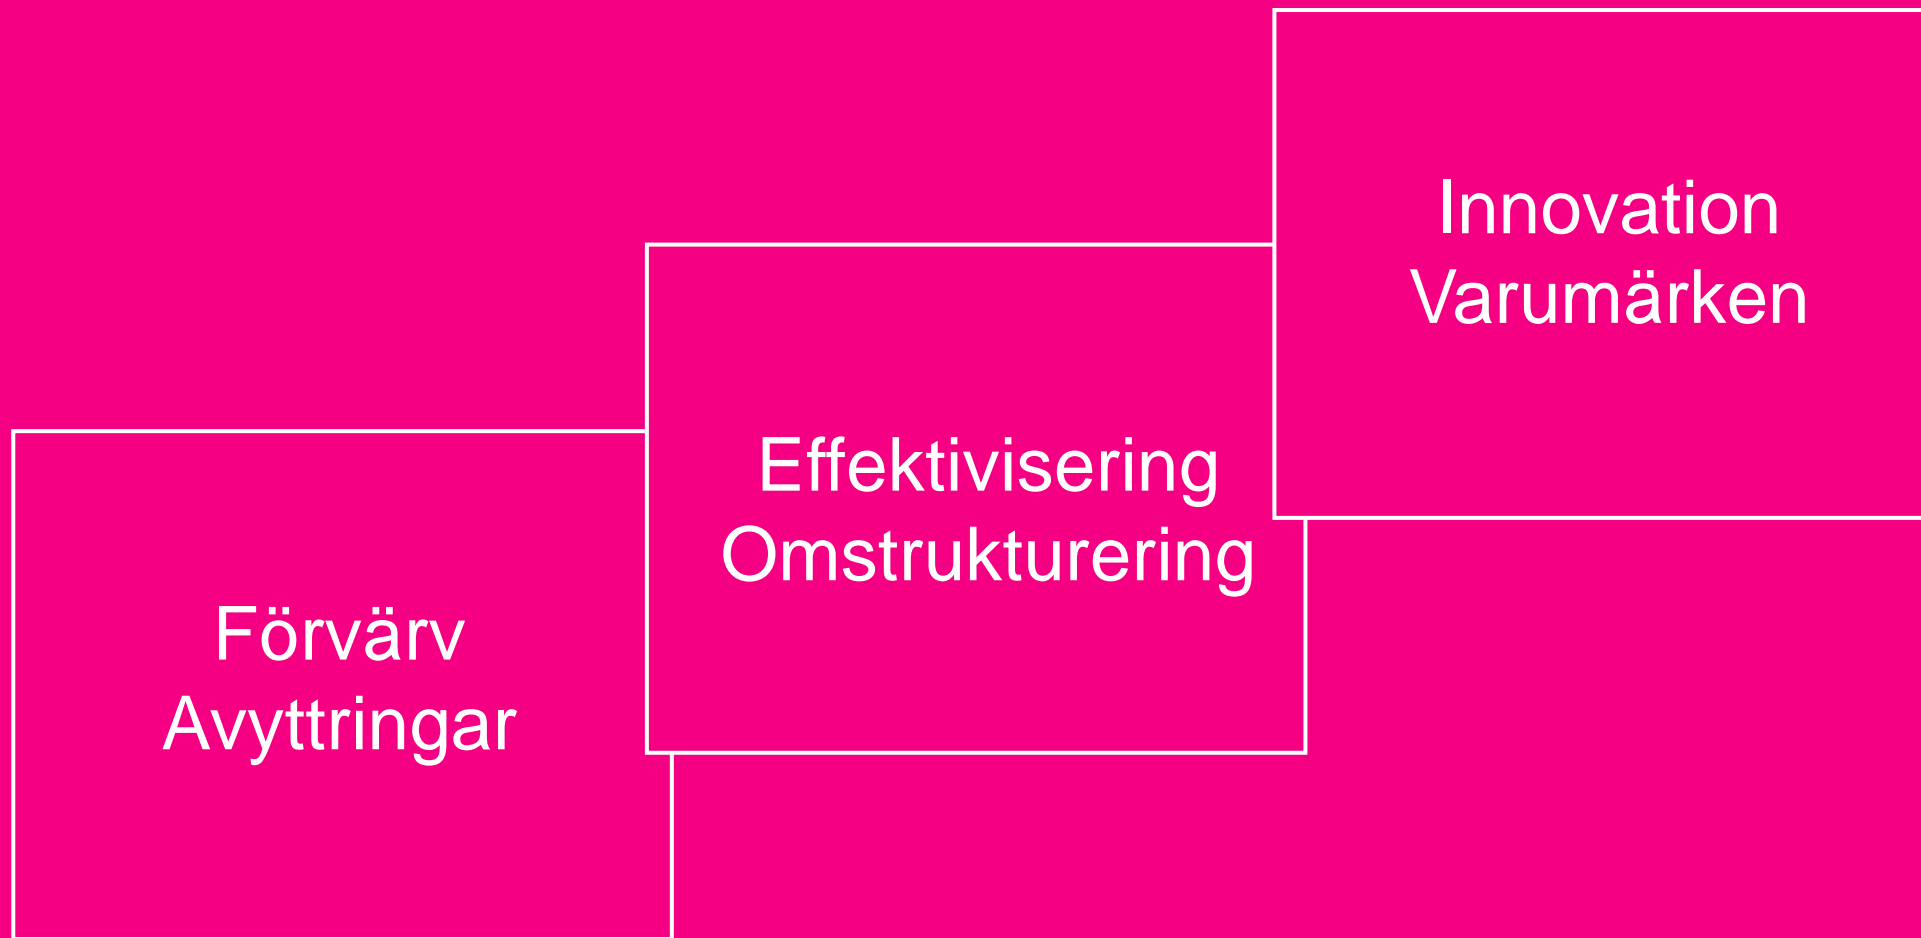 Förvärv
Avyttringar
Effektivisering
Omstrukturering
Innovation
Varumärken